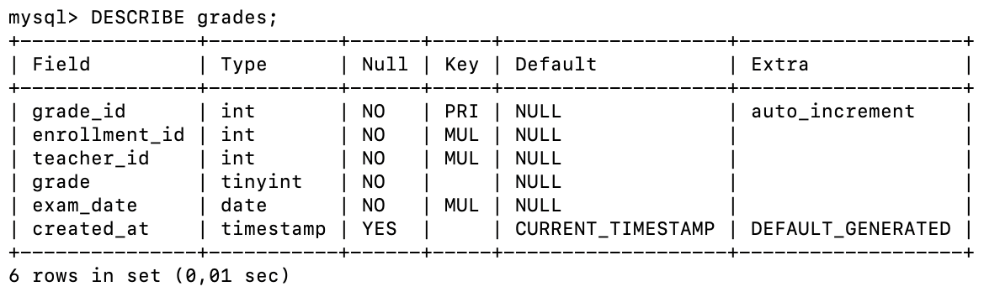 mysql> DESCRIBE grades;
+---------------+-----------+------+-----+-------------------+-------------------+
| Field         | Type      | Null | Key | Default           | Extra             |
+---------------+-----------+------+-----+-------------------+-------------------+
| grade_id      | int       | NO   | PRI | NULL              | auto_increment    |
| enrollment_id | int       | NO   | MUL | NULL              |                   |
| teacher_id    | int       | NO   | MUL | NULL              |                   |
| grade         | tinyint   | NO   |     | NULL              |                   |
| exam_date     | date      | NO   | MUL | NULL              |                   |
| created_at    | timestamp | YES  |     | CURRENT_TIMESTAMP | DEFAULT_GENERATED |
+---------------+-----------+------+-----+-------------------+-------------------+
6 rows in set (0,01 sec)